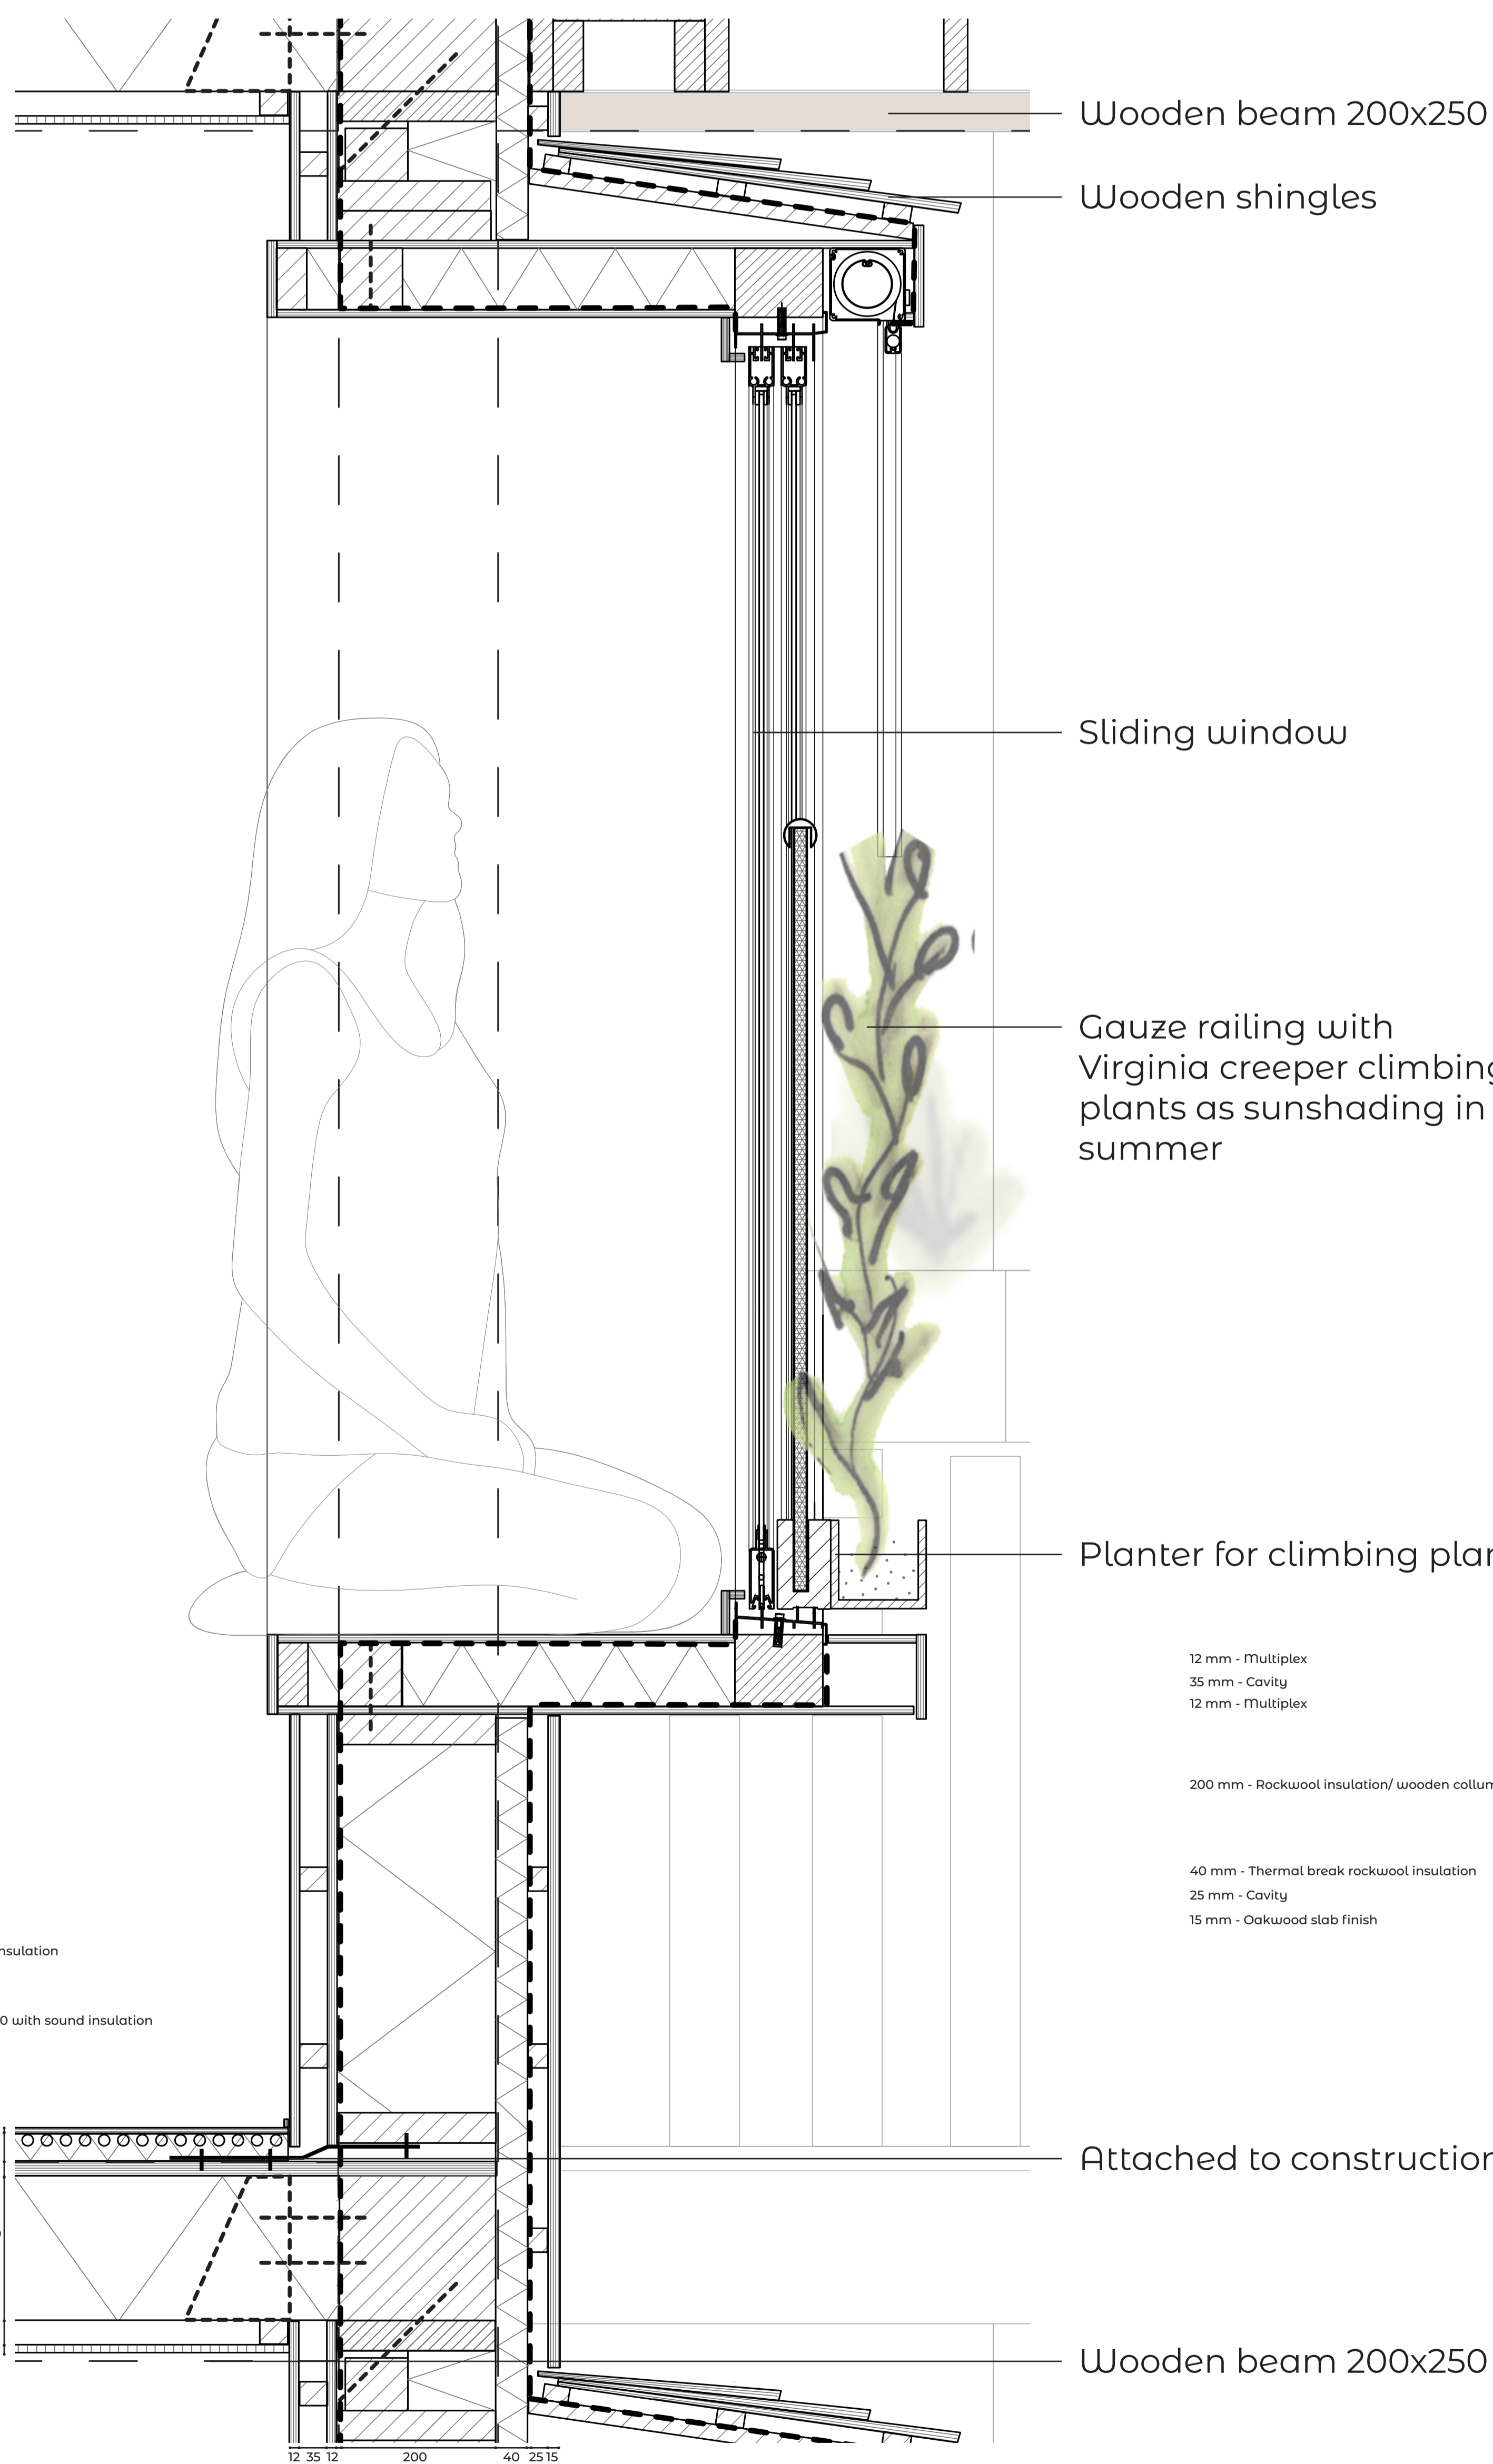 Wooden beam 200x250
Wooden shingles
Sliding window
Gauze railing with
Virginia creeper climbing
plants as sunshading in
summer
Planter for climbing plan
12 mm - Multiplex
35 mm - Cavity
12 mm - Multiplex
200 mm - Rockwool insulation/ wooden collum
40 mm - Thermal break rockwool insulation
25 mm - Cavity
15 mm - Oakwood slab finish
nsulation
0 with sound insulation
Attached to construction
Wooden beam 200x250
12 35 12 200 40 25 15